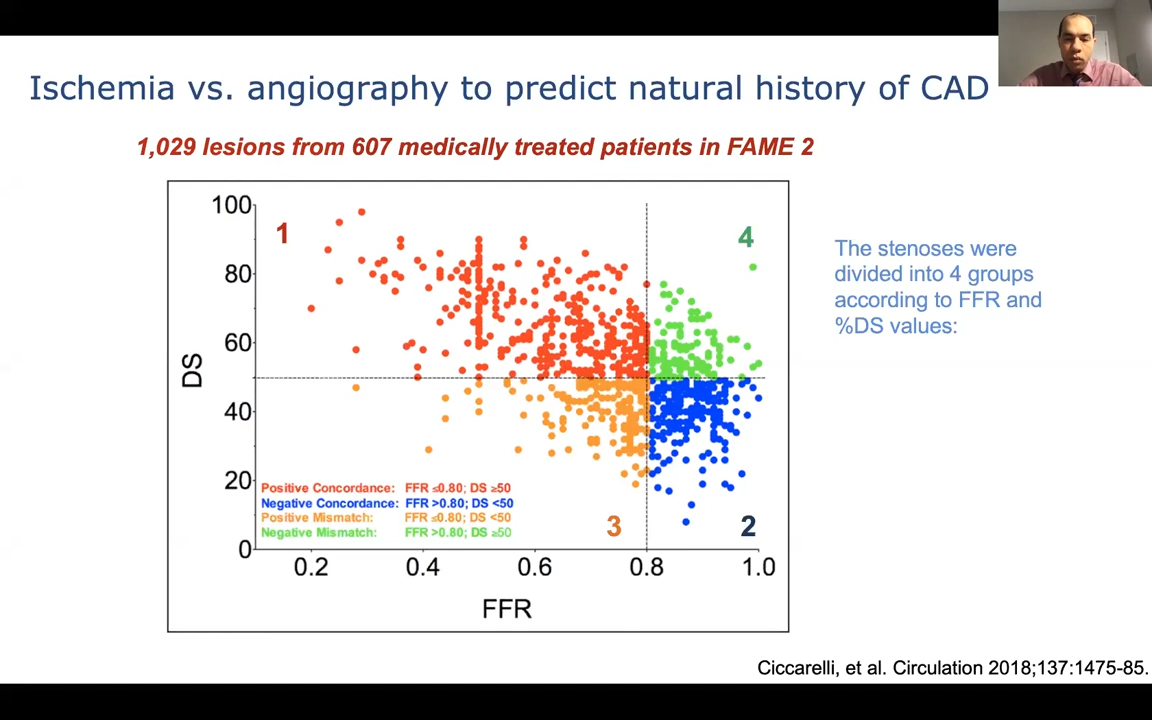 Ischemia vs. angiography to predict natural history of CAD
1,029 lesions from 607 medically treated patients in FAME 2
100
80
60
40
20
0
DS
1
4
3
2
Positive Concordance: FFR ≤0.80; DS ≥50
Negative Concordance: FFR >0.80; DS <50
Positive Mismatch: FFR ≤0.80; DS <50
Negative Mismatch: FFR >0.80; DS ≥50
0.2 0.4 0.6 0.8 1.0
FFR
The stenoses were
divided into 4 groups
according to FFR and
%DS values:
Ciccarelli, et al. Circulation 2018;137:1475-85.